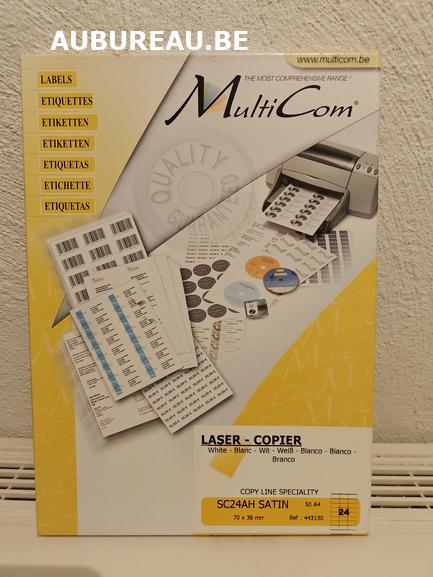 AUBUREAU.BE
www.multicom.be
THE MOST COMPREHENSIVE RANGE !
MultiCom®
LABELS
ETIQUETTES
ETIKETTEN
ETIKETTEN
ETIQUETAS
ETICHETTE
ETIQUETAS
QUALITY
LASER - COPIER
White - Blanc - Wit - Weiß - Blanco - Bianco -
Branco
COPY LINE SPECIALITY
SC24AH SATIN 50 A4
70 x 36 mm Ref : 443130
24